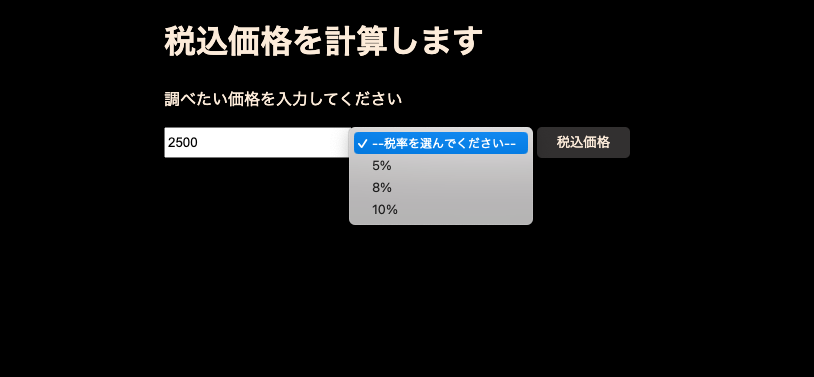 税込価格を計算します
調べたい価格を入力してください
2500 ✓ --税率を選んでください-- 税込価格
5%
8%
10%